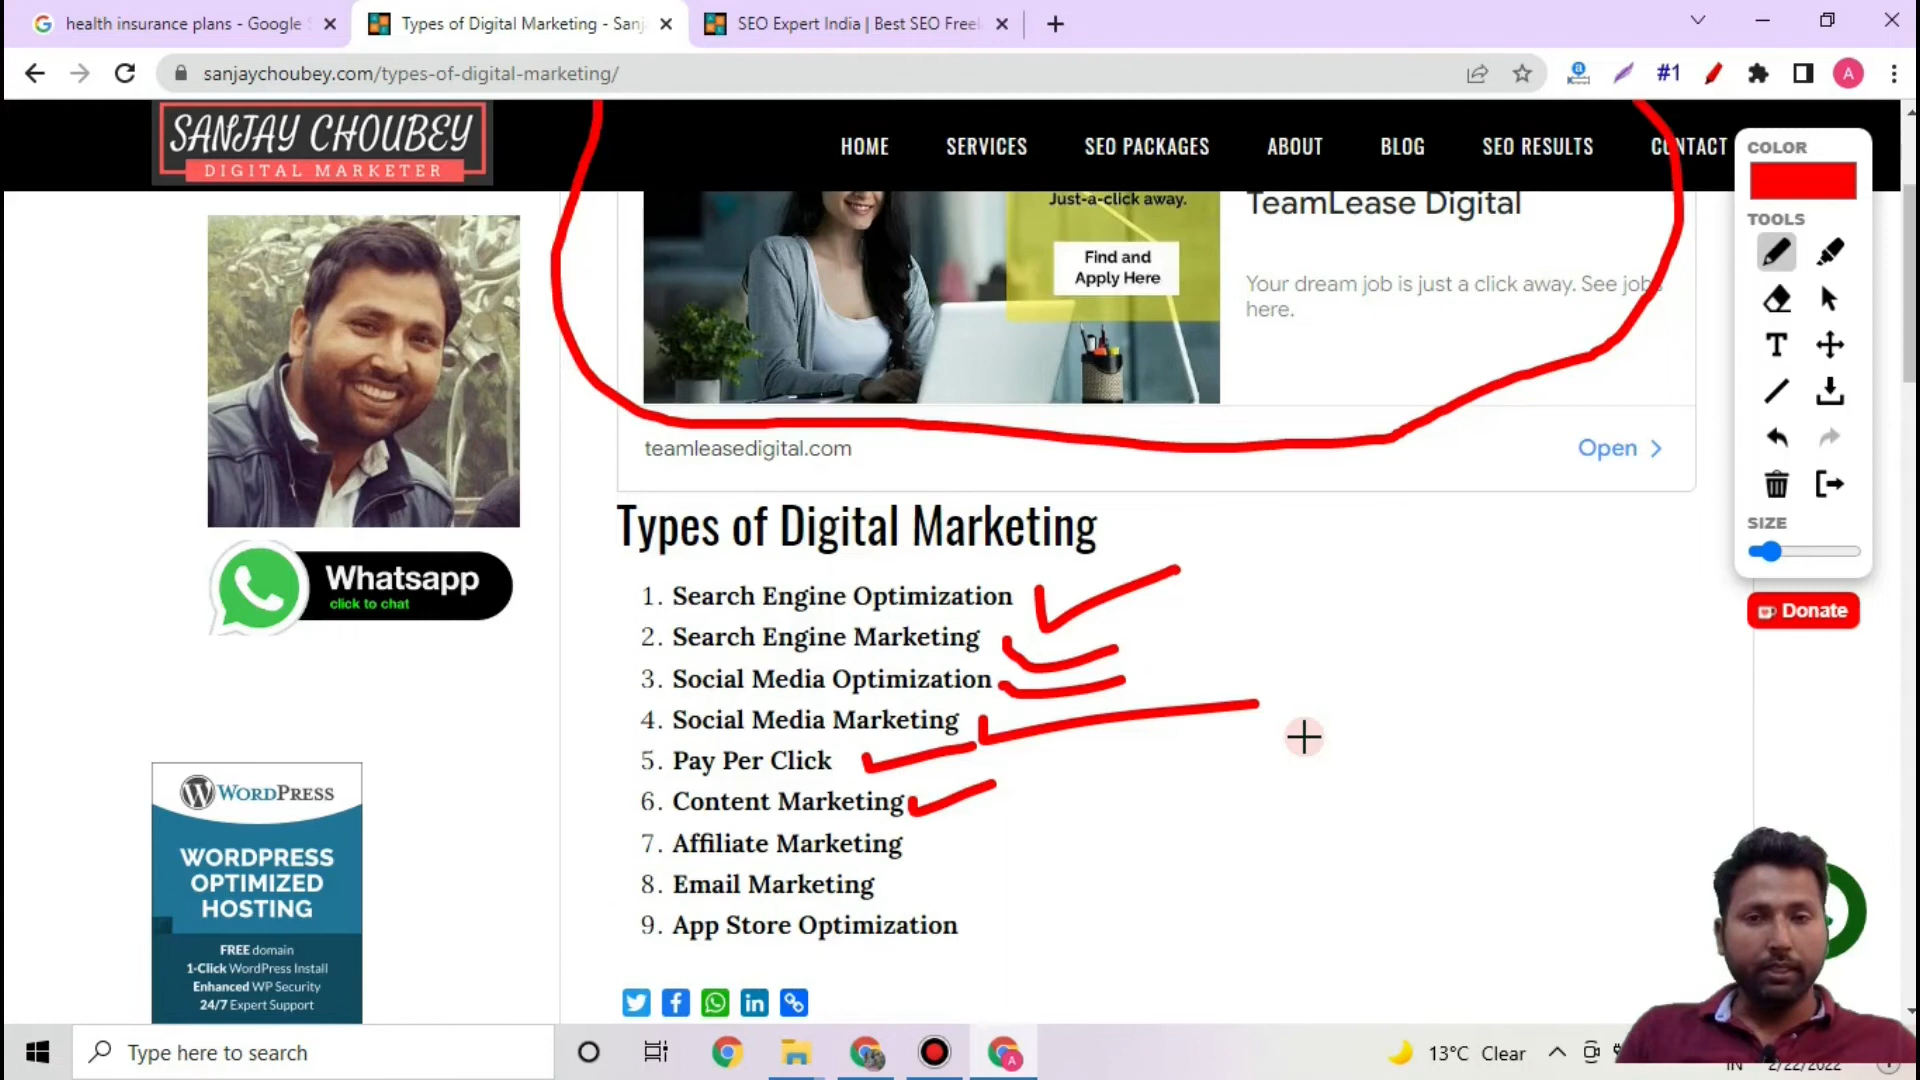 health insurance plans - Google
Types of Digital Marketing - Sanj
SEO Expert India | Best SEO Free
sanjaychoubey.com/types-of-digital-marketing/
#1
A
SANJAY CHOUBEY
DIGITAL MARKETER
HOME
SERVICES
SEO PACKAGES
ABOUT
BLOG
SEO RESULTS
CONTACT
COLOR
TOOLS
T
SIZE
Donate
Just-a-click away.
Find and
Apply Here
TeamLease Digital
Your dream job is just a click away. See jobs
here.
teamleasedigital.com
Open
Whatsapp
click to chat
Types of Digital Marketing
1. Search Engine Optimization
2. Search Engine Marketing
3. Social Media Optimization
4. Social Media Marketing
5. Pay Per Click
6. Content Marketing
7. Affiliate Marketing
8. Email Marketing
9. App Store Optimization
WORDPRESS
WORDPRESS
OPTIMIZED
HOSTING
FREE domain
1-Click WordPress Install
Enhanced WP Security
24/7 Expert Support
Type here to search
A
13°C Clear
IN
2/22/2022